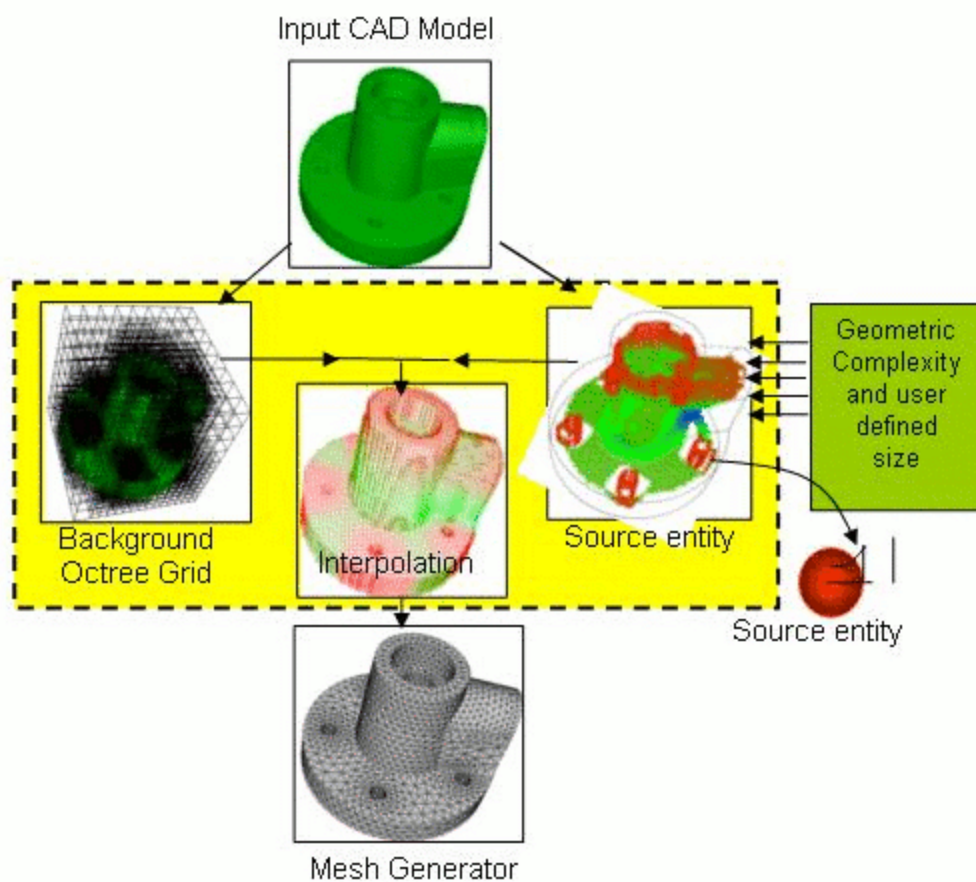 Input CAD Model
Geometric
Complexity
and user
defined
size
Background
Octree Grid
Interpolation
Source entity
Source entity
Mesh Generator